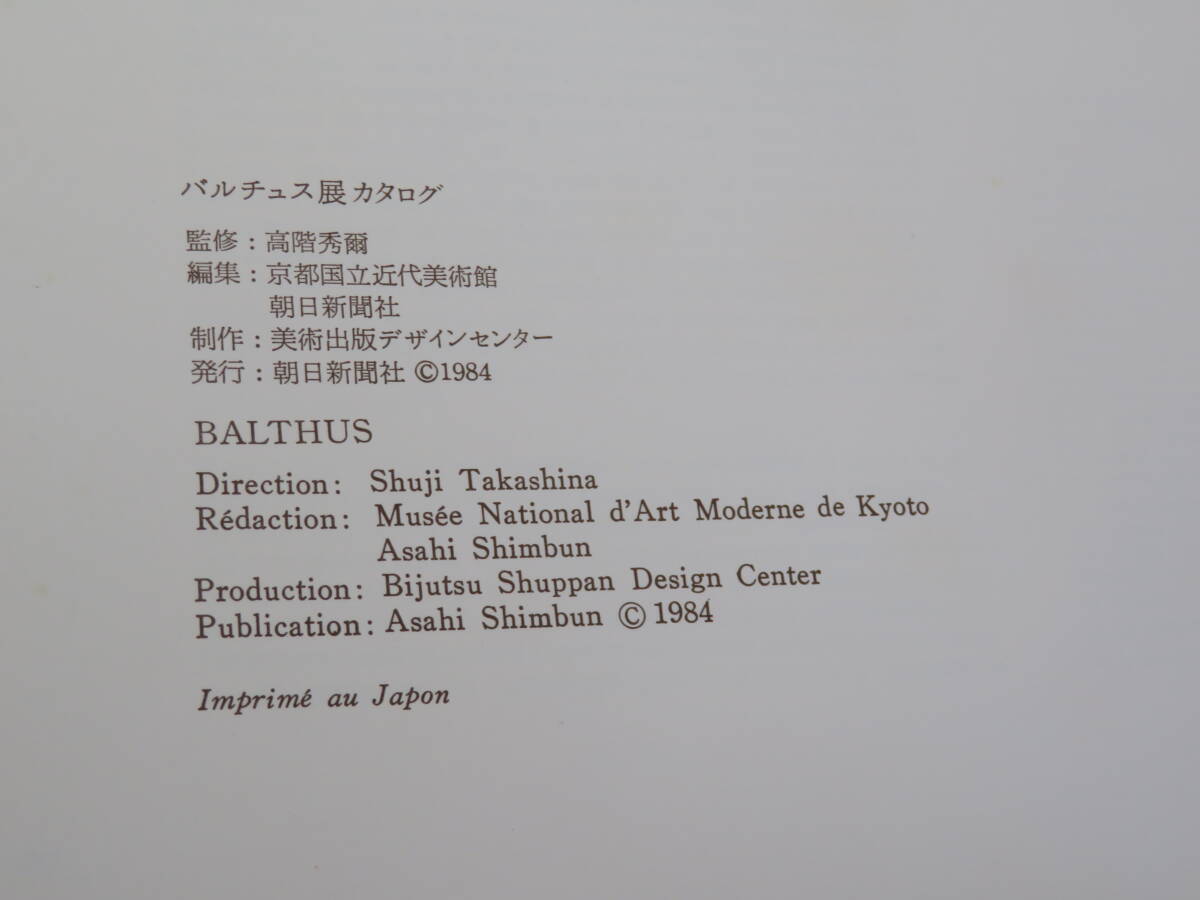 バルチュス展カタログ
監修：高階秀爾
編集：京都国立近代美術館
朝日新聞社
制作：美術出版デザインセンター
発行：朝日新聞社 ©1984
BALTHUS
Direction: Shuji Takashina
Rédaction: Musée National d'Art Moderne de Kyoto
Asahi Shimbun
Production: Bijutsu Shuppan Design Center
Publication: Asahi Shimbun © 1984
Imprimé au Japon